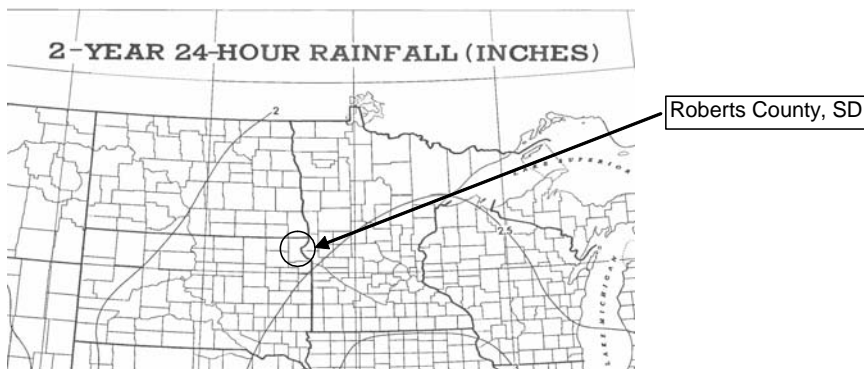 2-YEAR 24-HOUR RAINFALL (INCHES)
Roberts County, SD
2
LAKE SUPERIOR
2.5
LAKE MICHIGAN